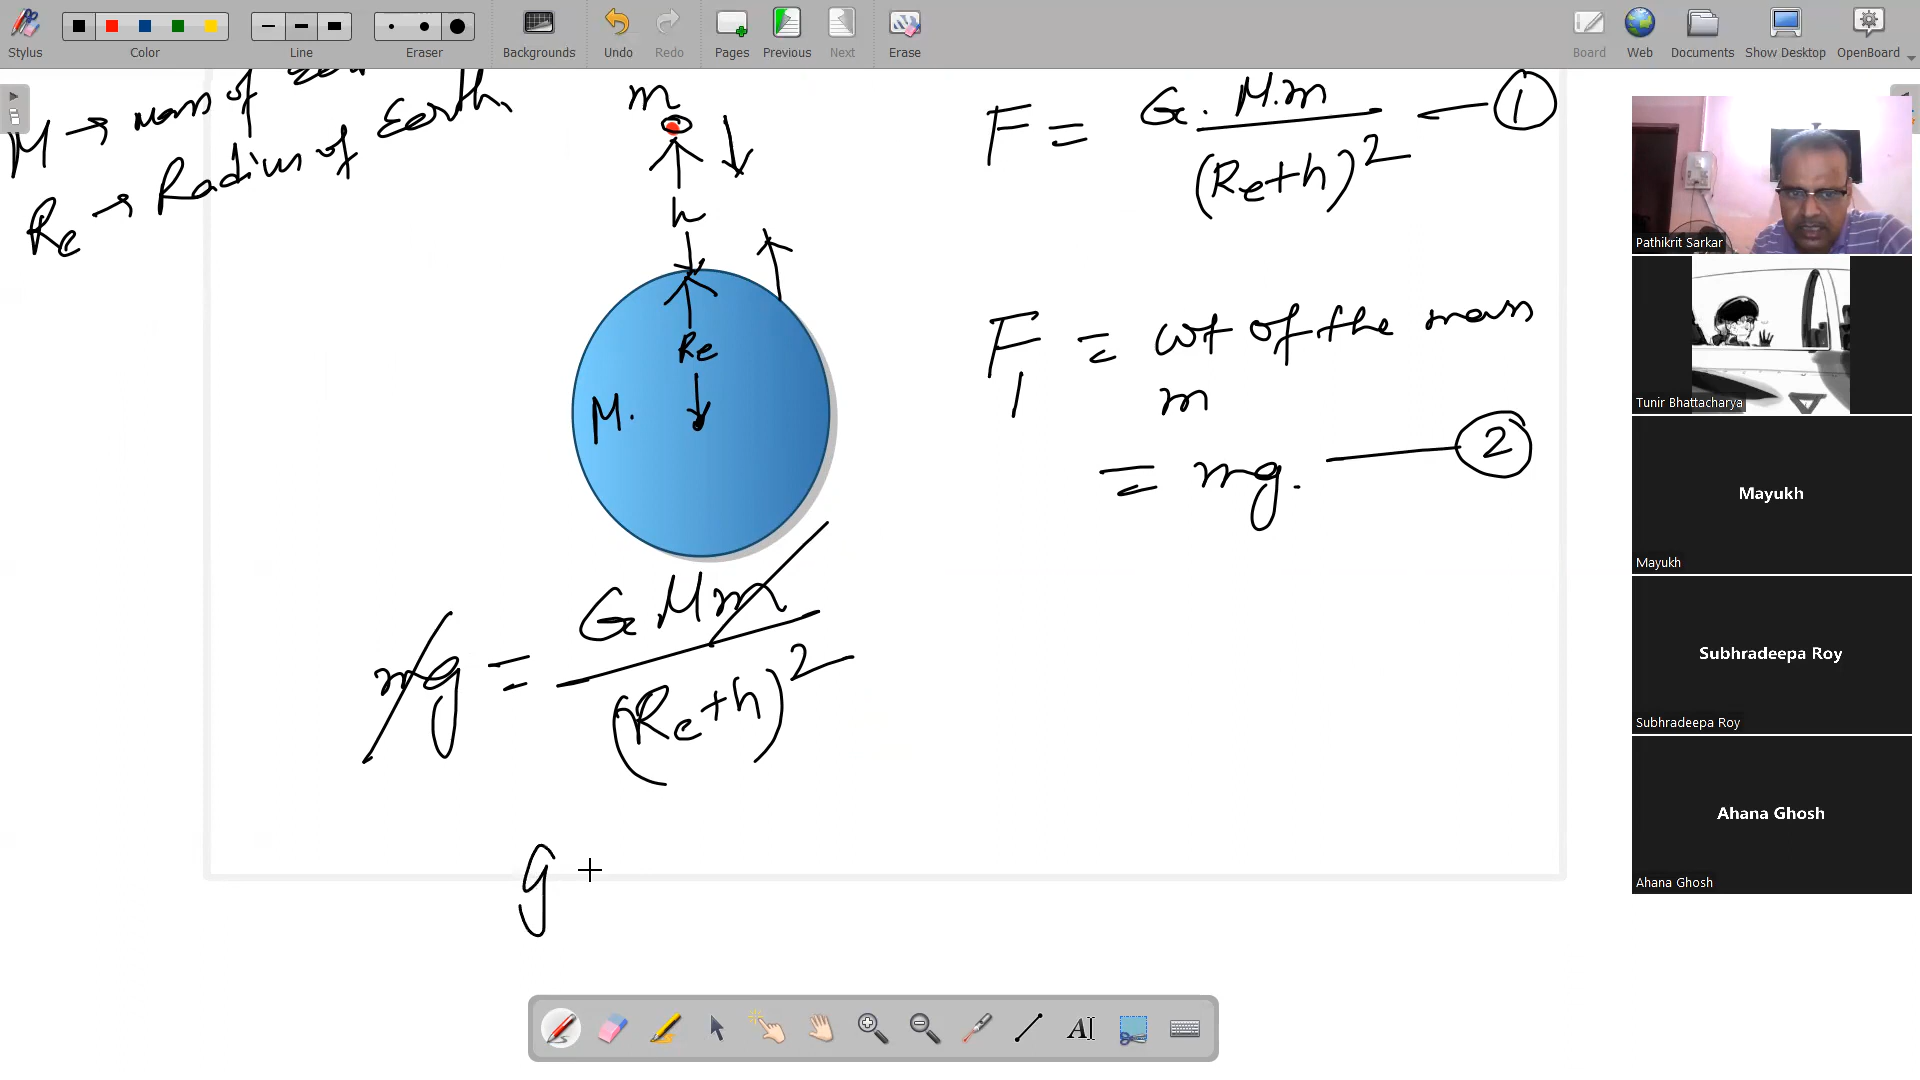 Stylus
Color
Line
Eraser
Backgrounds
Undo
Redo
Pages
Previous
Next
Erase
Board
Web
Documents
Show Desktop
OpenBoard
M → mass of
Re → Radius of Earth
m
h
Re
M.
F = G.M.m / (Re+h)² ← 1
F = wt of the mass
m
= mg. — 2
mg = GMm / (Re+h)²
g
Pathikrit Sarkar
Tunir Bhattacharya
Mayukh
Mayukh
Subhradeepa Roy
Subhradeepa Roy
Ahana Ghosh
Ahana Ghosh